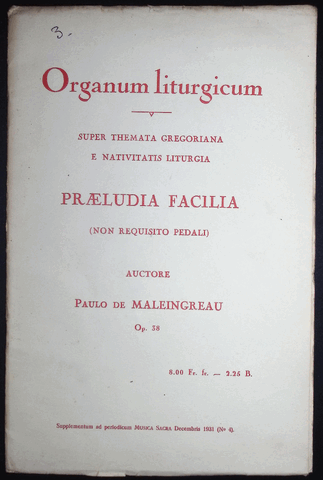 3.
Organum liturgicum
SUPER THEMATA GREGORIANA
E NATIVITATIS LITURGIA
PRÆLUDIA FACILIA
(NON REQUISITO PEDALI)
AUCTORE
PAULO DE MALEINGREAU
Op. 38
8.00 Fr. fr. — 2.25 B.
Supplementum ad periodicum MUSICA SACRA Decembris 1931 (Nº 4).